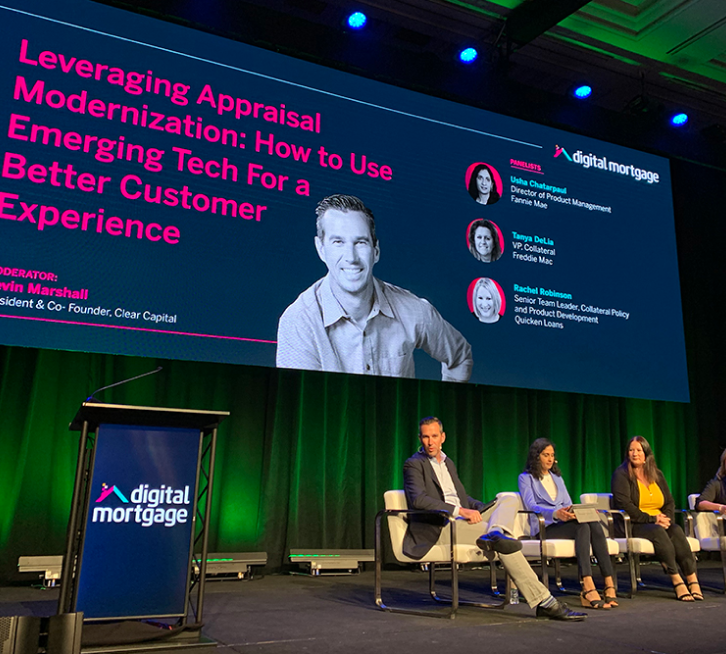 Leveraging Appraisal
Modernization: How to Use
Emerging Tech For a
Better Customer
Experience
ODERATOR:
evin Marshall
sident & Co- Founder, Clear Capital
digital mortgage
PANELISTS
Usha Chatarpaul
Director of Product Management
Fannie Mae
Tanya DeLia
VP, Collateral
Freddie Mac
Rachel Robinson
Senior Team Leader, Collateral Policy
and Product Development
Quicken Loans
digital
mortgage